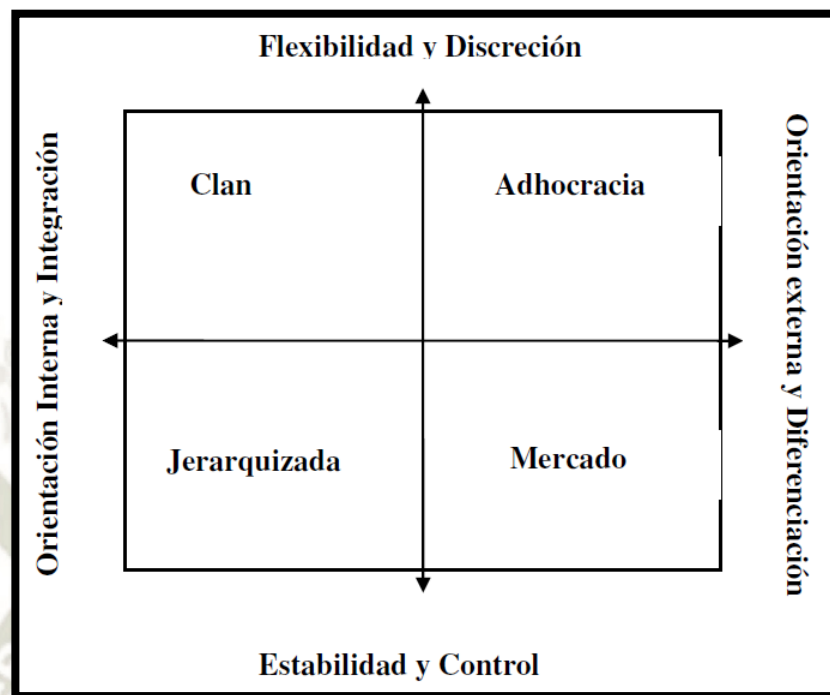 Flexibilidad y Discreción
Orientación Interna y Integración
Clan
Adhocracia
Orientación externa y Diferenciación
Jerarquizada
Mercado
Estabilidad y Control